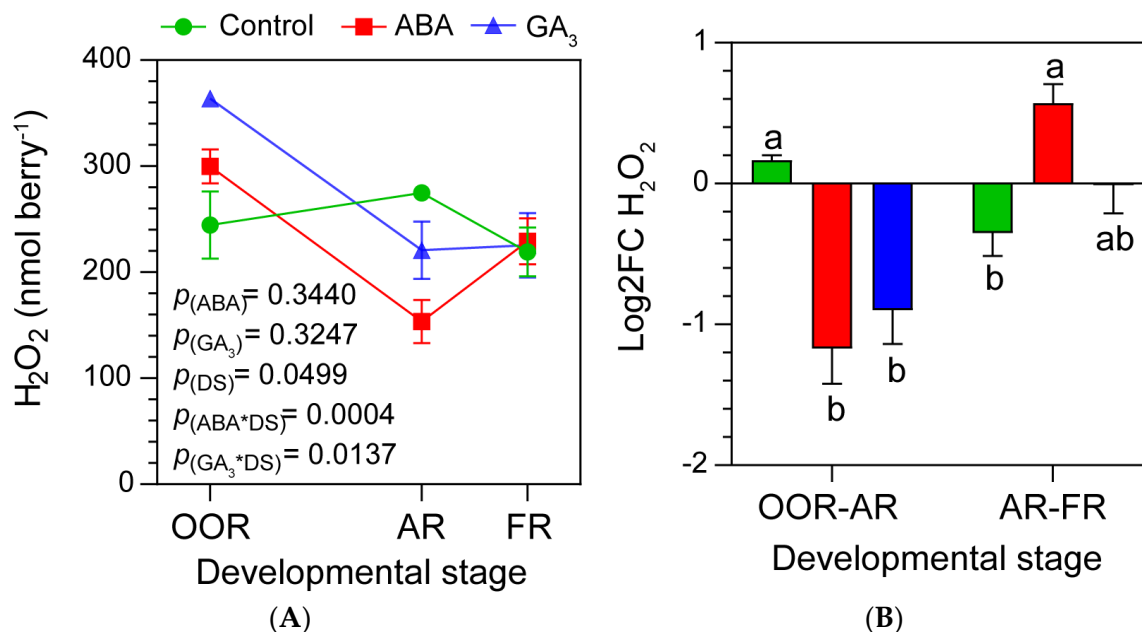 Control ABA GA₃
H₂O₂ (nmol berry⁻¹)
400
300
200
100
0
p(ABA)= 0.3440
p(GA₃)= 0.3247
p(DS)= 0.0499
p(ABA*DS)= 0.0004
p(GA₃*DS)= 0.0137
OOR AR FR
Developmental stage
(A)
Log2FC H₂O₂
1
0
-1
-2
a
b
b
b
a
ab
OOR-AR AR-FR
Developmental stage
(B)